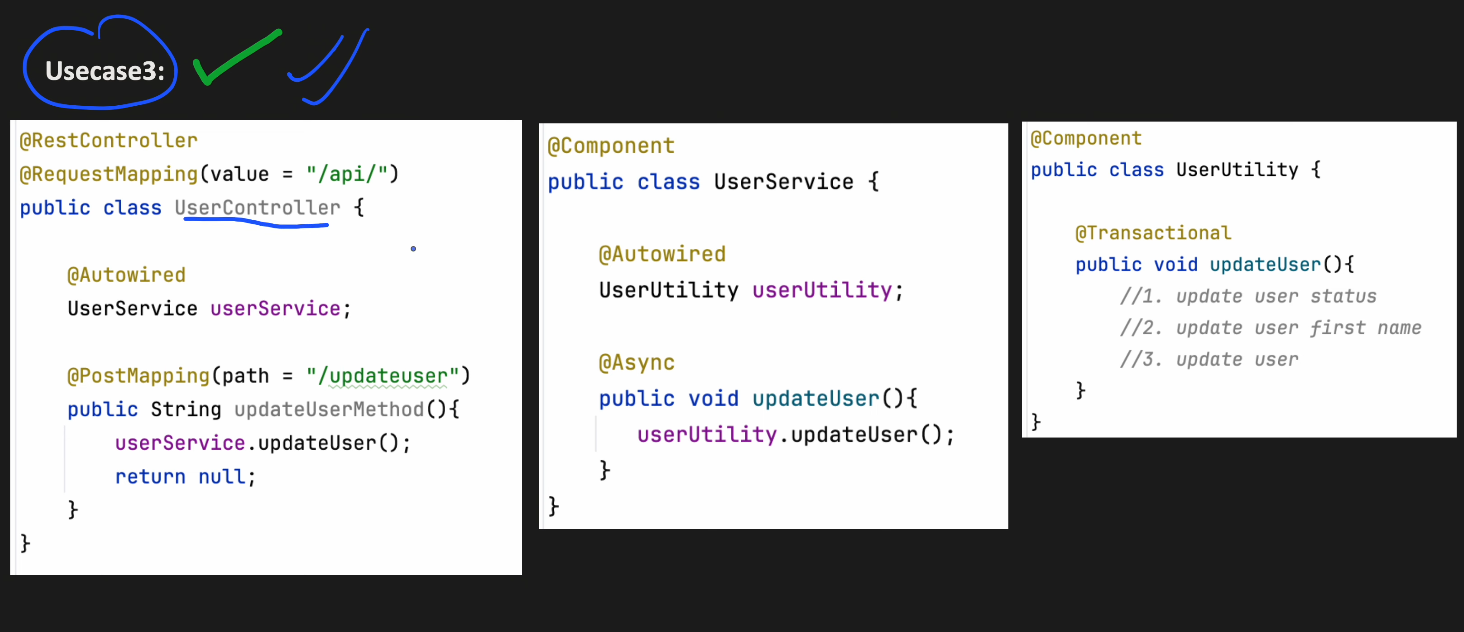 Usecase3:
@RestController
@RequestMapping(value = "/api/")
public class UserController {
@Autowired
UserService userService;
@PostMapping(path = "/updateuser")
public String updateUserMethod(){
userService.updateUser();
return null;
}
}
@Component
public class UserService {
@Autowired
UserUtility userUtility;
@Async
public void updateUser(){
userUtility.updateUser();
}
}
@Component
public class UserUtility {
@Transactional
public void updateUser(){
//1. update user status
//2. update user first name
//3. update user
}
}